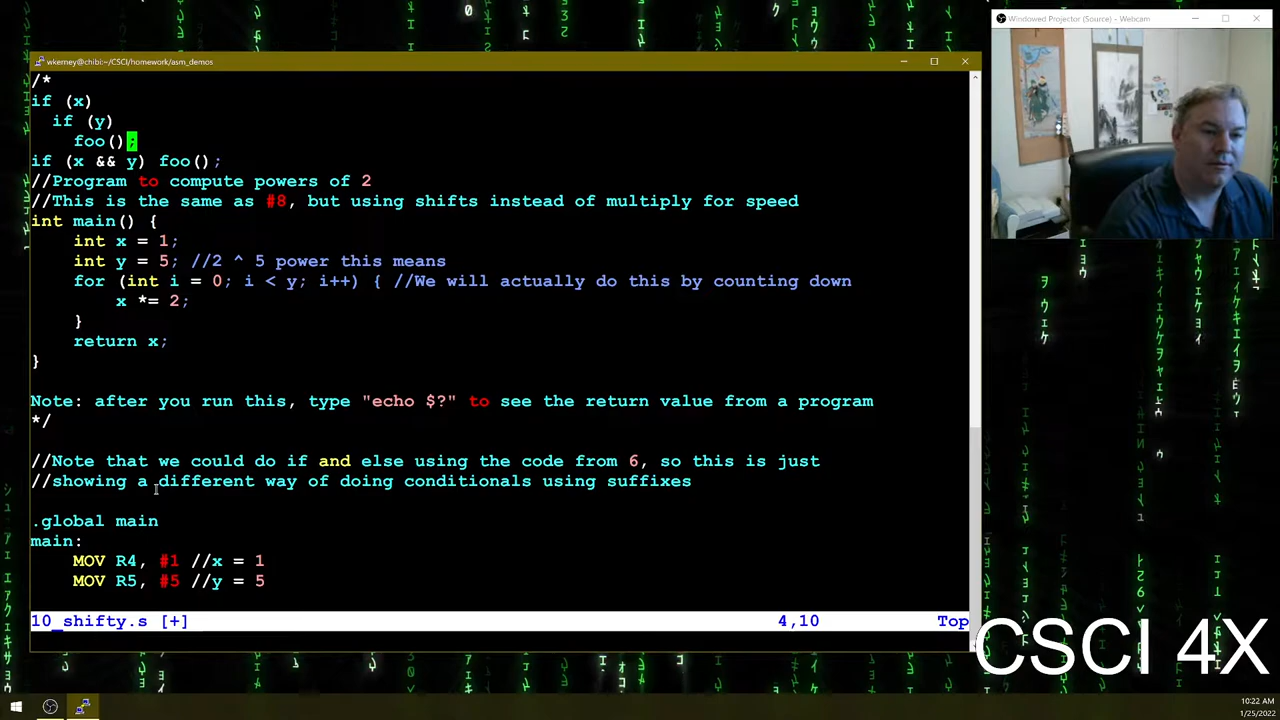 Windowed Projector (Source) - Webcam
wkerney@chibi:~/CSCI/homework/asm_demos
/*
if (x)
  if (y)
    foo();
if (x && y) foo();
//Program to compute powers of 2
//This is the same as #8, but using shifts instead of multiply for speed
int main() {
    int x = 1;
    int y = 5; //2 ^ 5 power this means
    for (int i = 0; i < y; i++) { //We will actually do this by counting down
        x *= 2;
    }
    return x;
}
Note: after you run this, type "echo $?" to see the return value from a program
*/
//Note that we could do if and else using the code from 6, so this is just
//showing a different way of doing conditionals using suffixes
.global main
main:
    MOV R4, #1 //x = 1
    MOV R5, #5 //y = 5
10_shifty.s [+] 4,10 Top
CSCI 4X
10:22 AM
1/25/2022